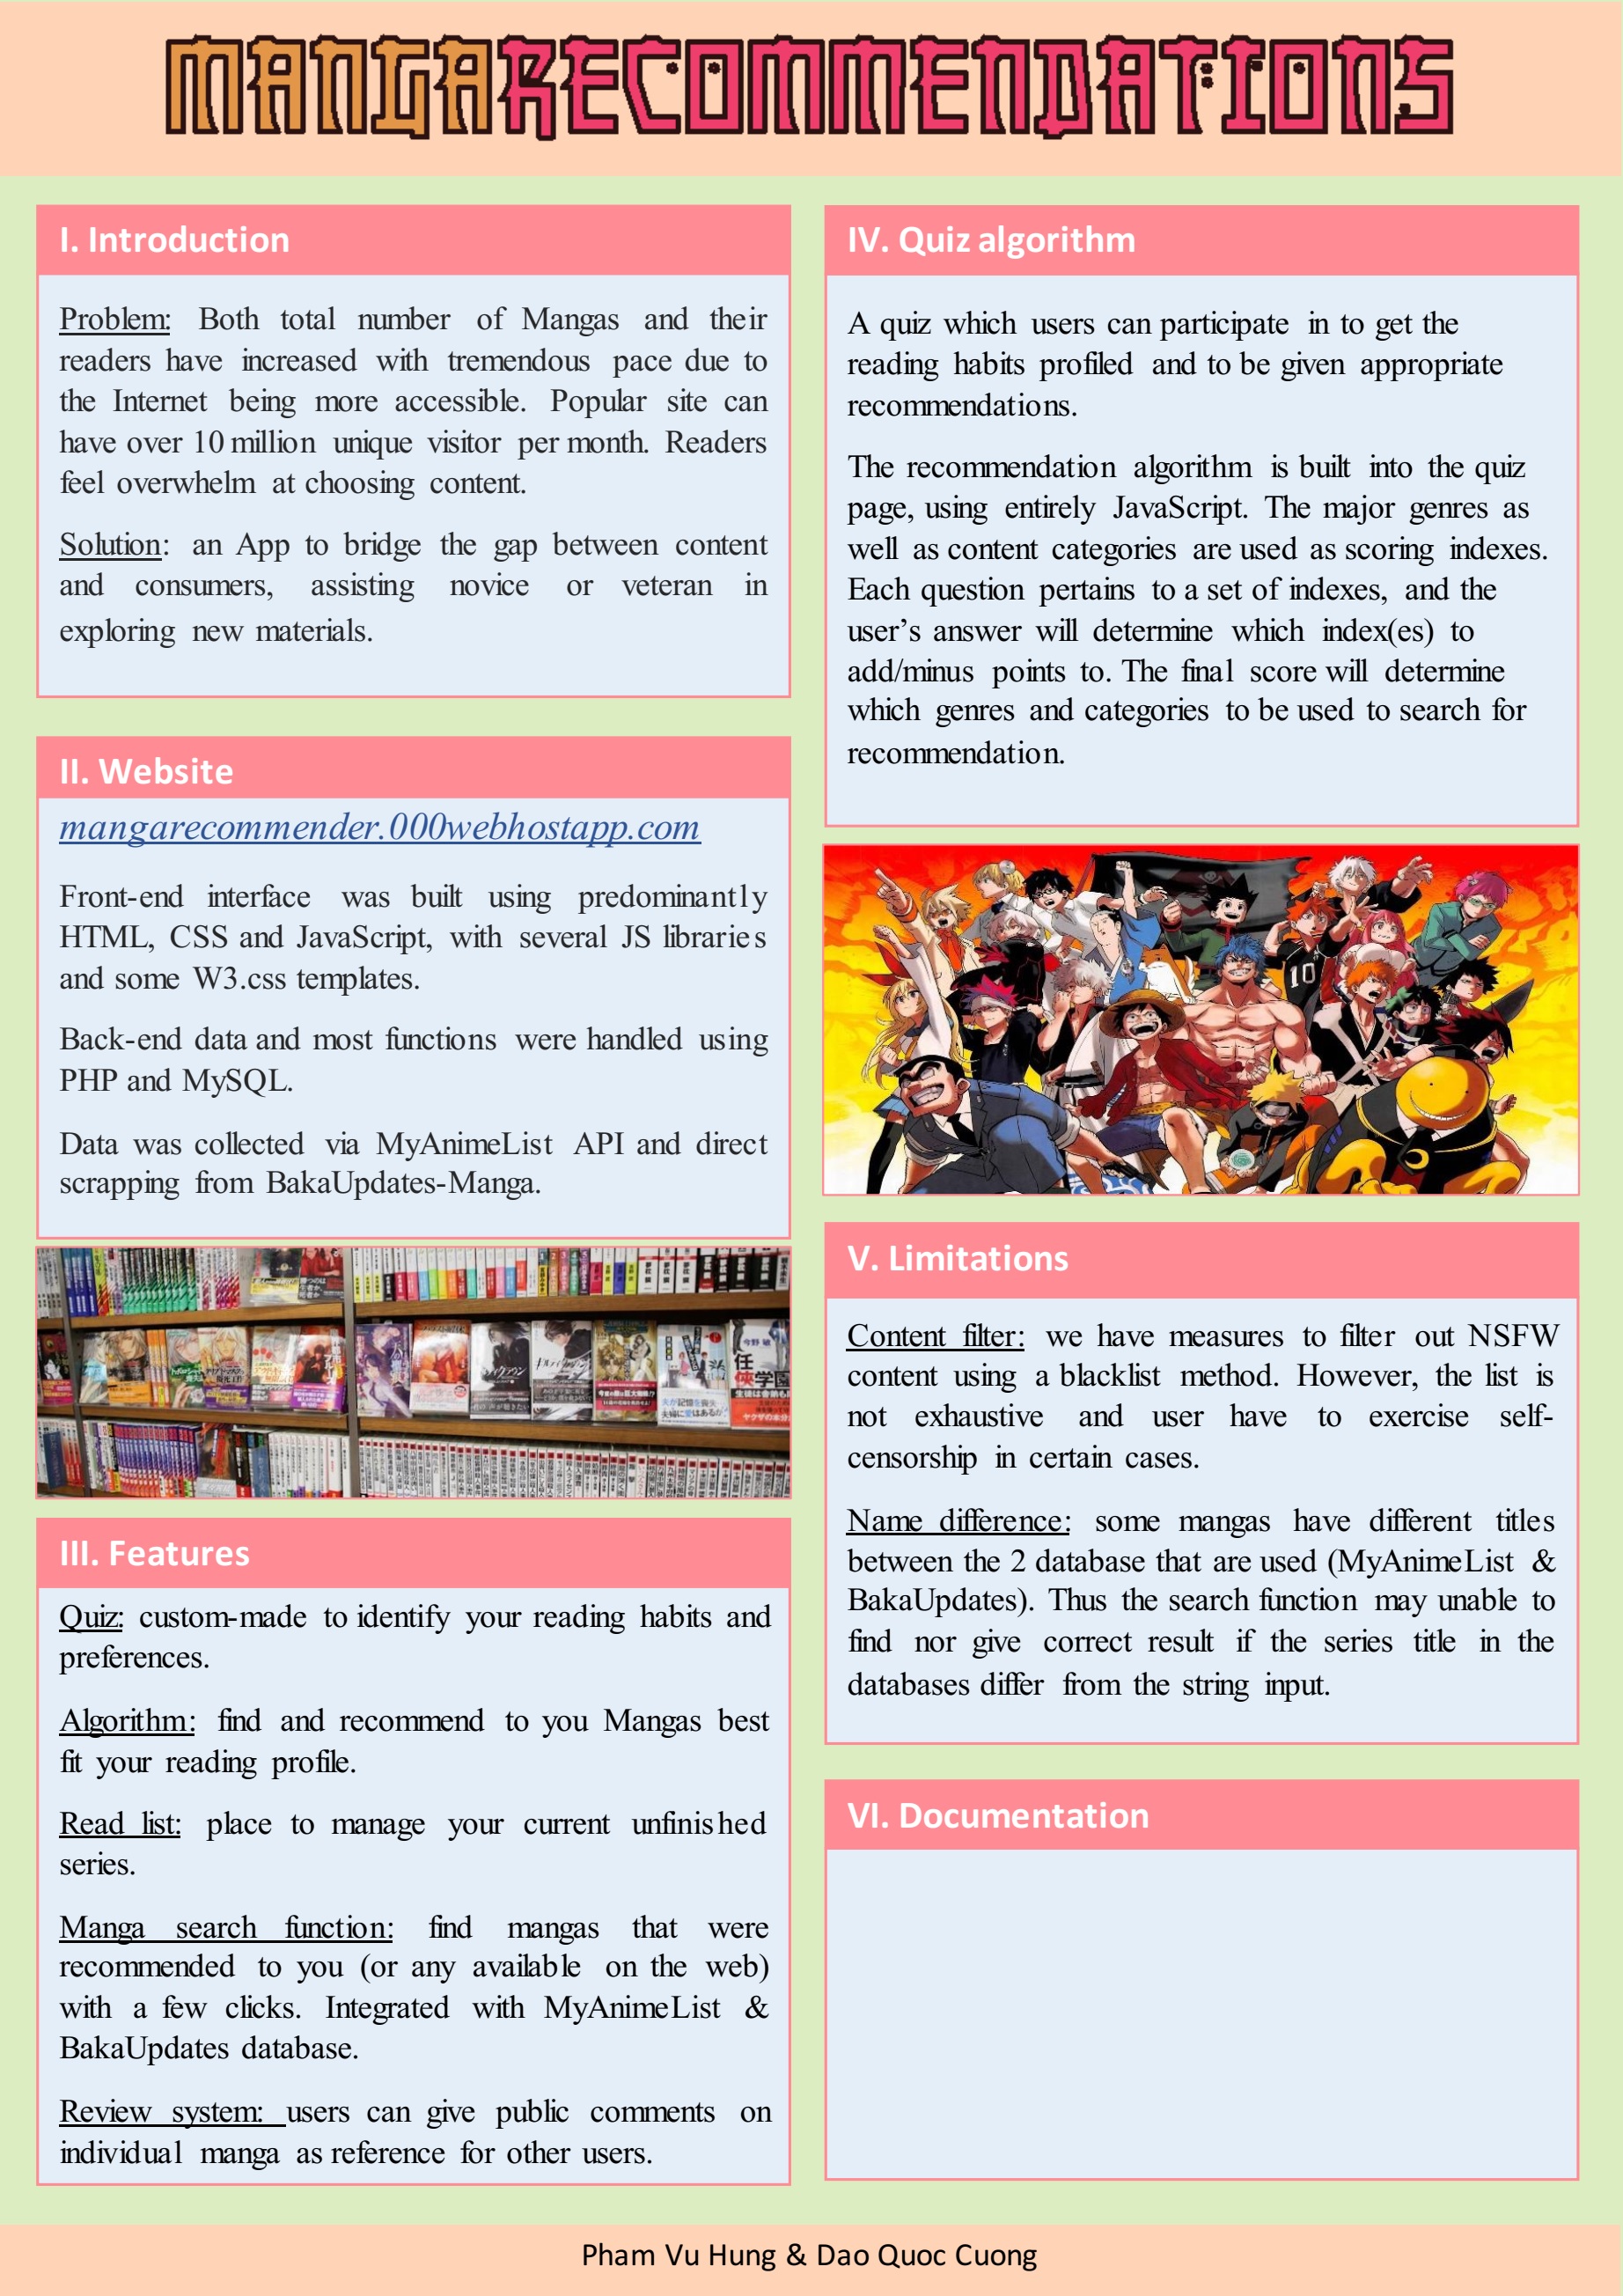 MANGARECOMMENDATIONS
I. Introduction
Problem: Both total number of Mangas and their
readers have increased with tremendous pace due to
the Internet being more accessible. Popular site can
have over 10 million unique visitor per month. Readers
feel overwhelm at choosing content.
Solution: an App to bridge the gap between content
and consumers, assisting novice or veteran in
exploring new materials.
II. Website
mangarecommender.000webhostapp.com
Front-end interface was built using predominantly
HTML, CSS and JavaScript, with several JS libraries
and some W3.css templates.
Back-end data and most functions were handled using
PHP and MySQL.
Data was collected via MyAnimeList API and direct
scrapping from BakaUpdates-Manga.
III. Features
Quiz: custom-made to identify your reading habits and
preferences.
Algorithm: find and recommend to you Mangas best
fit your reading profile.
Read list: place to manage your current unfinished
series.
Manga search function: find mangas that were
recommended to you (or any available on the web)
with a few clicks. Integrated with MyAnimeList &
BakaUpdates database.
Review system: users can give public comments on
individual manga as reference for other users.
IV. Quiz algorithm
A quiz which users can participate in to get the
reading habits profiled and to be given appropriate
recommendations.
The recommendation algorithm is built into the quiz
page, using entirely JavaScript. The major genres as
well as content categories are used as scoring indexes.
Each question pertains to a set of indexes, and the
user’s answer will determine which index(es) to
add/minus points to. The final score will determine
which genres and categories to be used to search for
recommendation.
10
V. Limitations
Content filter: we have measures to filter out NSFW
content using a blacklist method. However, the list is
not exhaustive and user have to exercise self-
censorship in certain cases.
Name difference: some mangas have different titles
between the 2 database that are used (MyAnimeList &
BakaUpdates). Thus the search function may unable to
find nor give correct result if the series title in the
databases differ from the string input.
VI. Documentation
Pham Vu Hung & Dao Quoc Cuong